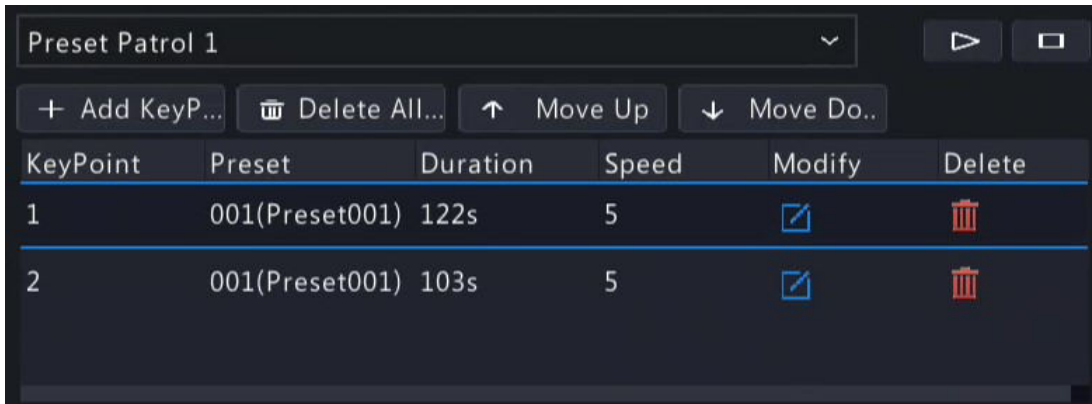 Preset Patrol 1
+ Add KeyP... Delete All... Move Up Move Do..
KeyPoint Preset Duration Speed Modify Delete
1 001(Preset001) 122s 5
2 001(Preset001) 103s 5